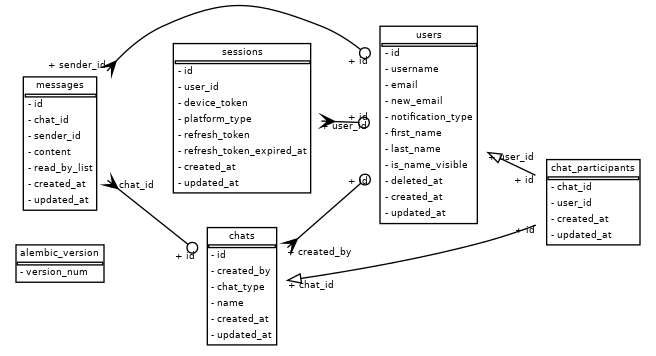 messages
- id
- chat_id
- sender_id
- content
- read_by_list
- created_at
- updated_at
alembic_version
- version_num
sessions
- id
- user_id
- device_token
- platform_type
- refresh_token
- refresh_token_expired_at
- created_at
- updated_at
chats
- id
- created_by
- chat_type
- name
- created_at
- updated_at
users
- id
- username
- email
- new_email
- notification_type
- first_name
- last_name
- is_name_visible
- deleted_at
- created_at
- updated_at
chat_participants
- chat_id
- user_id
- created_at
- updated_at
+ sender_id
+ id
+ id
+ user_id
chat_id
+ id
+ id
+ created_by
+ user_id
+ id
+ id
+ chat_id